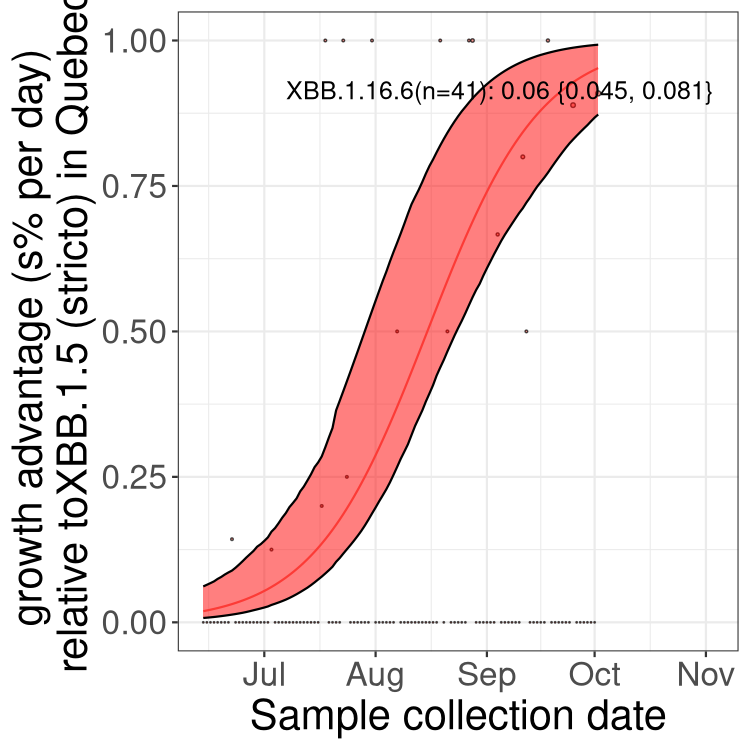 growth advantage (s% per day)
relative toXBB.1.5 (stricto) in Quebec
1.00
0.75
0.50
0.25
0.00
XBB.1.16.6(n=41): 0.06 {0.045, 0.081}
Jul
Aug
Sep
Oct
Nov
Sample collection date